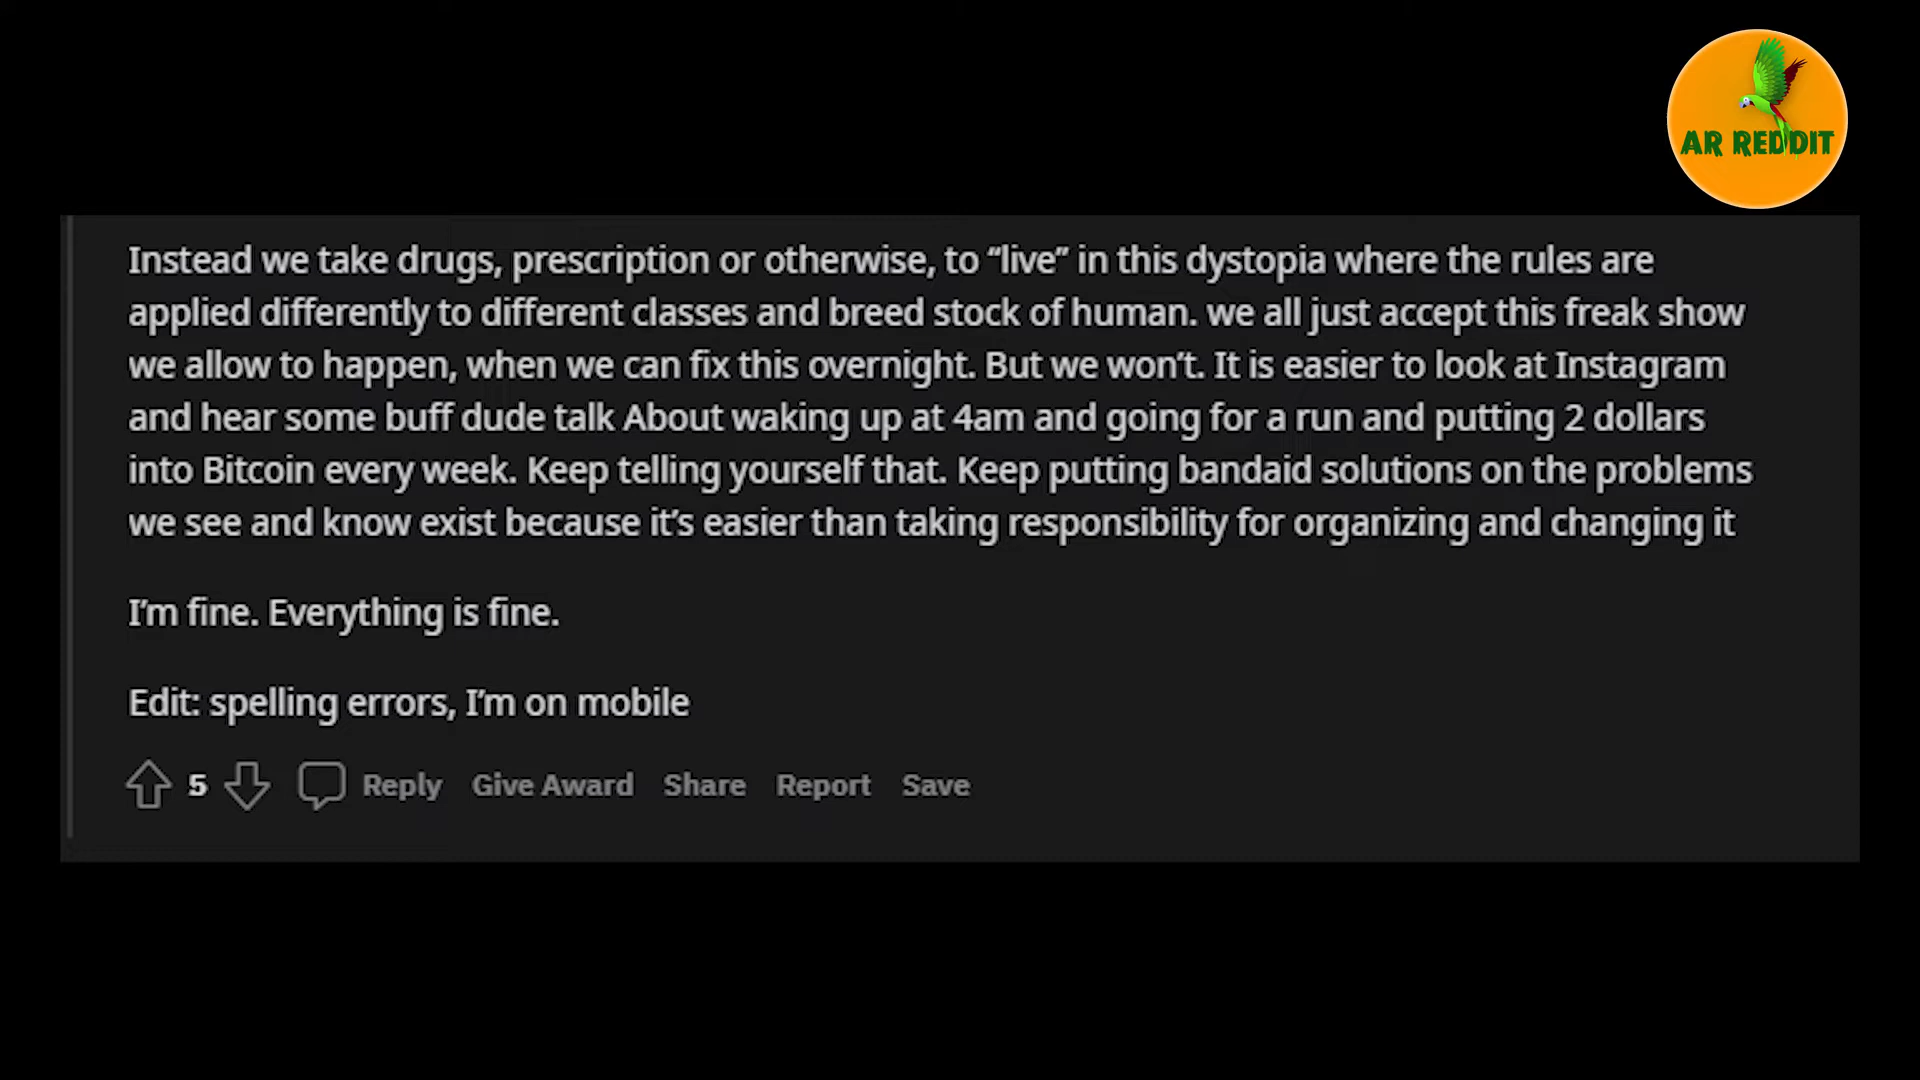 AR REDDIT
Instead we take drugs, prescription or otherwise, to “live” in this dystopia where the rules are
applied differently to different classes and breed stock of human. we all just accept this freak show
we allow to happen, when we can fix this overnight. But we won’t. It is easier to look at Instagram
and hear some buff dude talk About waking up at 4am and going for a run and putting 2 dollars
into Bitcoin every week. Keep telling yourself that. Keep putting bandaid solutions on the problems
we see and know exist because it’s easier than taking responsibility for organizing and changing it
I’m fine. Everything is fine.
Edit: spelling errors, I’m on mobile
5 Reply Give Award Share Report Save